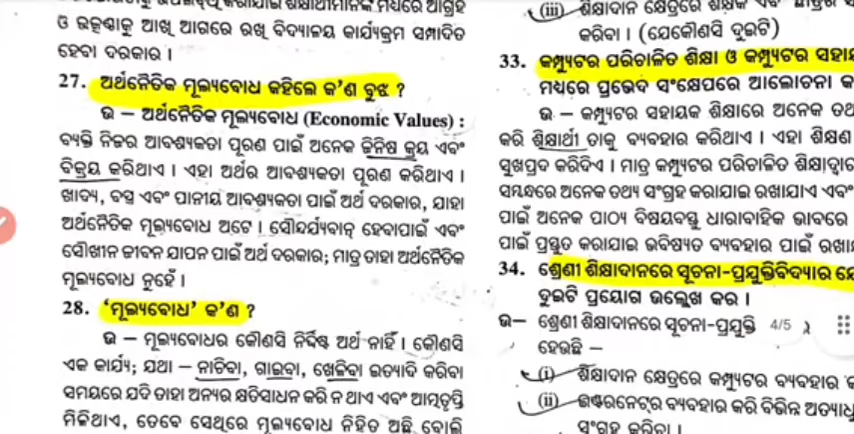 ଓ ଉତ୍କଣ୍ଠାକୁ ଆଖି ଆଗରେ ରଖି ବିଦ୍ୟାଳୟ କାର୍ଯ୍ୟକ୍ରମ ସମ୍ପାଦିତ
ହେବା ଦରକାର ।
27. ଅର୍ଥନୈତିକ ମୂଲ୍ୟବୋଧ କହିଲେ କ'ଣ ବୁଝ ?
ଉ – ଅର୍ଥନୈତିକ ମୂଲ୍ୟବୋଧ (Economic Values) :
ବ୍ୟକ୍ତି ନିଜର ଆବଶ୍ୟକତା ପୂରଣ ପାଇଁ ଅନେକ ଜିନିଷ କ୍ରୟ ଏବଂ
ବିକ୍ରୟ କରିଥାଏ । ଏହା ଅର୍ଥର ଆବଶ୍ୟକତା ପୂରଣ କରିଥାଏ ।
ଖାଦ୍ୟ, ବସ୍ତ୍ର ଏବଂ ପାନୀୟ ଆବଶ୍ୟକତା ପାଇଁ ଅର୍ଥ ଦରକାର, ଯାହା
ଅର୍ଥନୈତିକ ମୂଲ୍ୟବୋଧ ଅଟେ । ସୌନ୍ଦର୍ଯ୍ୟବାନ୍ ହେବାପାଇଁ ଏବଂ
ସୌଖୀନ ଜୀବନ ଯାପନ ପାଇଁ ଅର୍ଥ ଦରକାର; ମାତ୍ର ତାହା ଅର୍ଥନୈତିକ
ମୂଲ୍ୟବୋଧ ନୁହେଁ ।
28. 'ମୂଲ୍ୟବୋଧ' କ'ଣ ?
ଉ – ମୂଲ୍ୟବୋଧର କୌଣସି ନିର୍ଦ୍ଦିଷ୍ଟ ଅର୍ଥ ନାହିଁ । କୌଣସି
ଏକ କାର୍ଯ୍ୟ; ଯଥା – ନାଚିବା, ଗାଇବା, ଖେଳିବା ଇତ୍ୟାଦି କରିବା
ସମୟରେ ଯଦି ତାହା ଅନ୍ୟର କ୍ଷତିସାଧନ କରି ନ ଥାଏ ଏବଂ ଆତ୍ମତୃପ୍ତି
ମିଳିଥାଏ, ତେବେ ସେଥିରେ ମୂଲ୍ୟବୋଧ ନିହିତ ଅଛି ବୋଲି
(iii) ଶିକ୍ଷାଦାନ କ୍ଷେତ୍ରରେ
କରିବା । (ଯେକୌଣସି ଦୁଇଟି)
33. କମ୍ପ୍ୟୁଟର ପରିଚାଳିତ ଶିକ୍ଷା ଓ କମ୍ପ୍ୟୁଟର
ମଧ୍ୟରେ ପ୍ରଭେଦ ସଂକ୍ଷେପରେ ଆଲୋଚନା
ଉ – କମ୍ପ୍ୟୁଟର ସହାୟକ ଶିକ୍ଷାରେ ଅନେକ
କରି ଶିକ୍ଷାର୍ଥୀ ତାକୁ ବ୍ୟବହାର କରିଥାଏ । ଏହା ଶିକ୍ଷଣ
ସୁଖପ୍ରଦ କରିଦିଏ । ମାତ୍ର କମ୍ପ୍ୟୁଟର ପରିଚାଳିତ
ସମ୍ବନ୍ଧରେ ଅନେକ ତଥ୍ୟ ସଂଗ୍ରହ କରାଯାଇ ରଖାଯାଏ ଏବଂ
ପାଇଁ ଅନେକ ପାଠ୍ୟ ବିଷୟବସ୍ତୁ ଧାରାବାହିକ ଭାବରେ
ପାଇଁ ପ୍ରସ୍ତୁତ କରାଯାଇ ଭବିଷ୍ୟତ ବ୍ୟବହାର ପାଇଁ
34. ଶ୍ରେଣୀ ଶିକ୍ଷାଦାନରେ ସୂଚନା-ପ୍ରଯୁକ୍ତିବିଦ୍ୟାର
ଦୁଇଟି ପ୍ରୟୋଗ ଉଲ୍ଲେଖ କର ।
ଉ– ଶ୍ରେଣୀ ଶିକ୍ଷାଦାନରେ ସୂଚନା-ପ୍ରଯୁକ୍ତି 4/5
ହେଉଛି –
(i) ଶିକ୍ଷାଦାନ କ୍ଷେତ୍ରରେ କମ୍ପ୍ୟୁଟର ବ୍ୟବହାର
(ii) ଇଣ୍ଟରନେଟ୍‌ର ବ୍ୟବହାର କରି ବିଭିନ୍ନ
ସଂଗ୍ରହ କରିବା ।